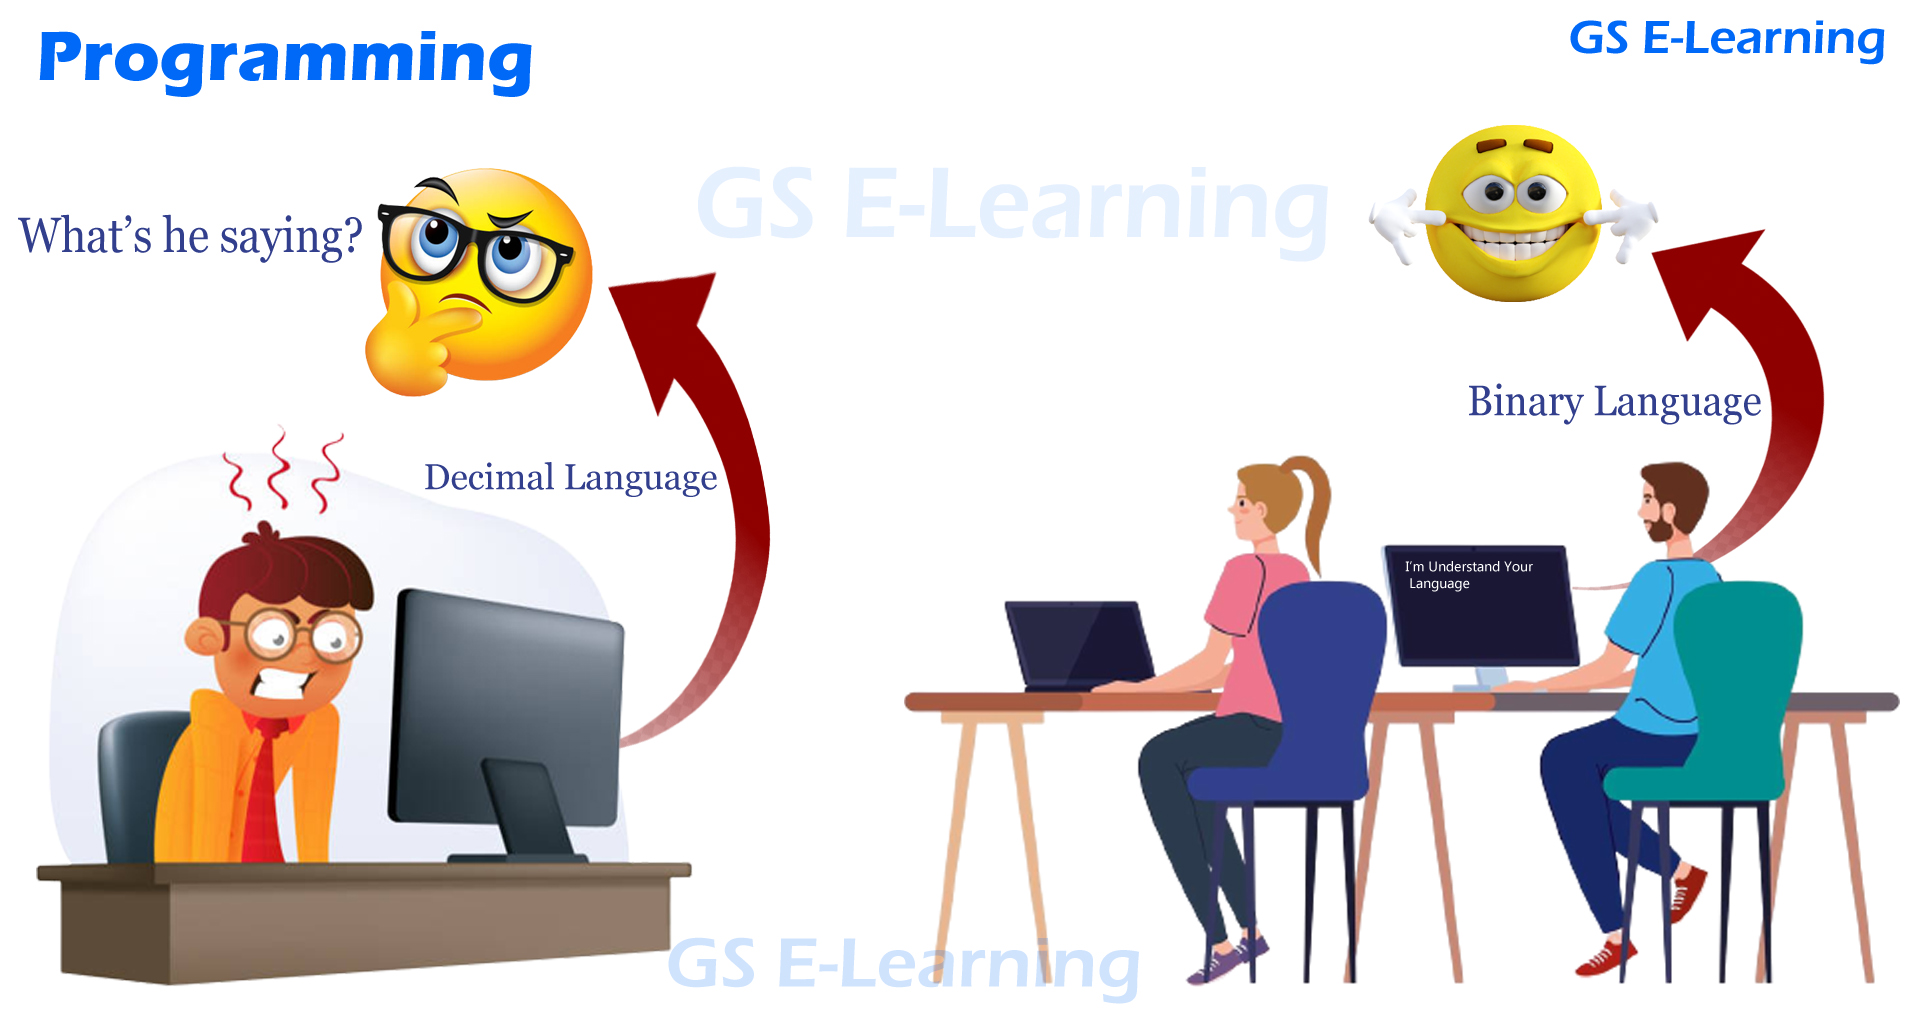 Programming
GS E-Learning
GS E-Learning
What's he saying?
Binary Language
Decimal Language
I'm Understand Your
Language
GS E-Learning